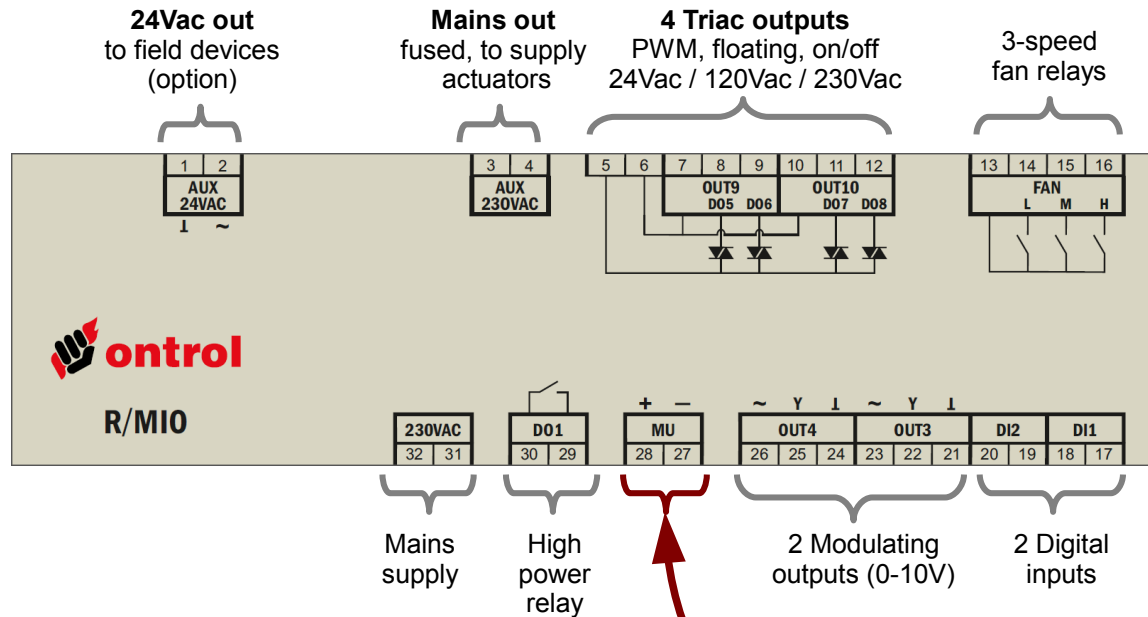 24Vac out
to field devices
(option)
Mains out
fused, to supply
actuators
4 Triac outputs
PWM, floating, on/off
24Vac / 120Vac / 230Vac
3-speed
fan relays
1 2
AUX
24VAC
⊥ ~
3 4
AUX
230VAC
5 6 7 8 9 10 11 12
OUT9 OUT10
DO5 DO6 DO7 DO8
13 14 15 16
FAN
L M H
ontrol
R/MIO
230VAC
32 31
DO1
30 29
+ −
MU
28 27
~ Y ⊥ ~ Y ⊥
OUT4 OUT3
26 25 24 23 22 21
DI2 DI1
20 19 18 17
Mains
supply
High
power
relay
2 Modulating
outputs (0-10V)
2 Digital
inputs